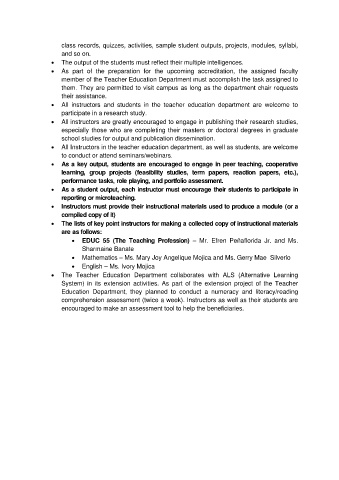 class records, quizzes, activities, sample student outputs, projects, modules, syllabi,
and so on.
• The output of the students must reflect their multiple intelligences.
• As part of the preparation for the upcoming accreditation, the assigned faculty
member of the Teacher Education Department must accomplish the task assigned to
them. They are permitted to visit campus as long as the department chair requests
their assistance.
• All instructors and students in the teacher education department are welcome to
participate in a research study.
• All instructors are greatly encouraged to engage in publishing their research studies,
especially those who are completing their masters or doctoral degrees in graduate
school studies for output and publication dissemination.
• All Instructors in the teacher education department, as well as students, are welcome
to conduct or attend seminars/webinars.
• As a key output, students are encouraged to engage in peer teaching, cooperative
learning, group projects (feasibility studies, term papers, reaction papers, etc.),
performance tasks, role playing, and portfolio assessment.
• As a student output, each instructor must encourage their students to participate in
reporting or microteaching.
• Instructors must provide their instructional materials used to produce a module (or a
compiled copy of it)
• The lists of key point instructors for making a collected copy of instructional materials
are as follows:
• EDUC 55 (The Teaching Profession) – Mr. Efren Peñaflorida Jr. and Ms.
Sharmaine Banate
• Mathematics – Ms. Mary Joy Angelique Mojica and Ms. Gerry Mae Silverio
• English – Ms. Ivory Mojica
• The Teacher Education Department collaborates with ALS (Alternative Learning
System) in its extension activities. As part of the extension project of the Teacher
Education Department, they planned to conduct a numeracy and literacy/reading
comprehension assessment (twice a week). Instructors as well as their students are
encouraged to make an assessment tool to help the beneficiaries.